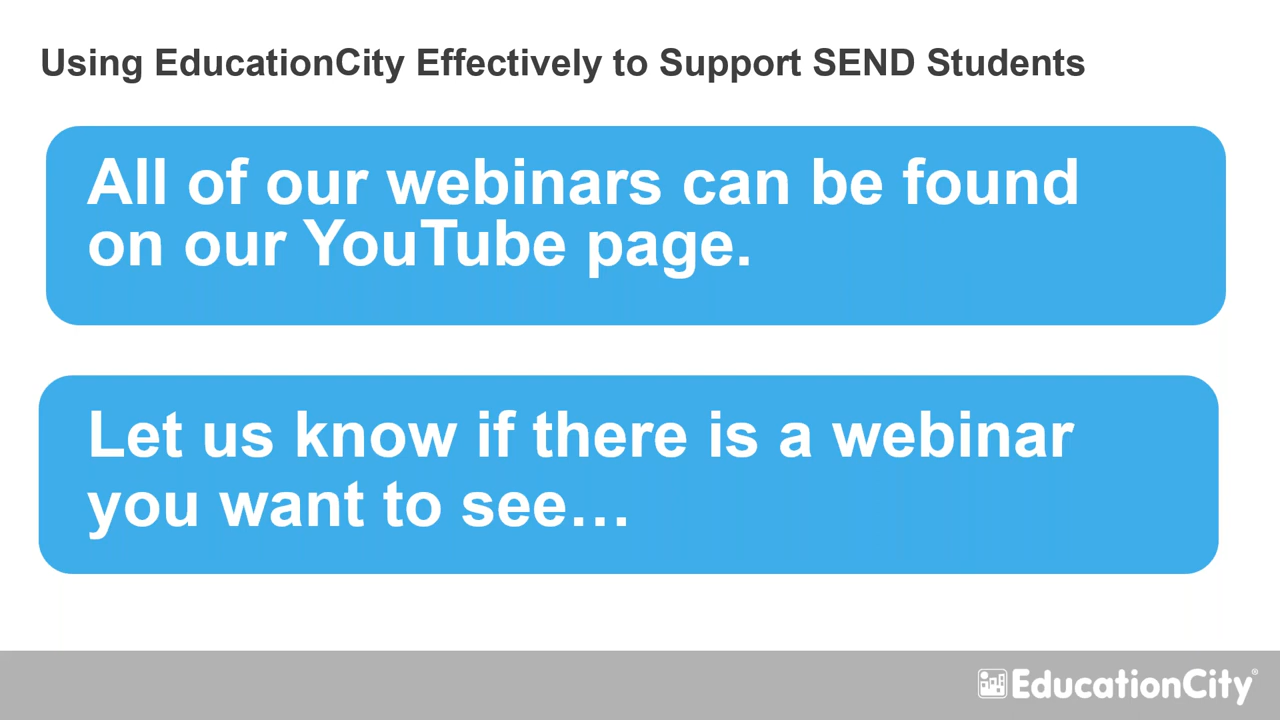 Using EducationCity Effectively to Support SEND Students
All of our webinars can be found
on our YouTube page.
Let us know if there is a webinar
you want to see…
EducationCity®